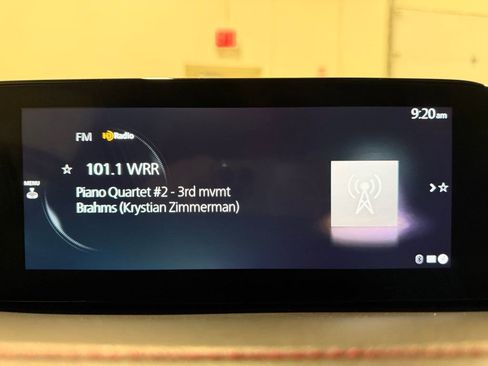 9:20am
FM HD Radio
☆ 101.1 WRR
MENU
Piano Quartet #2 - 3rd mvmt
Brahms (Krystian Zimmerman)